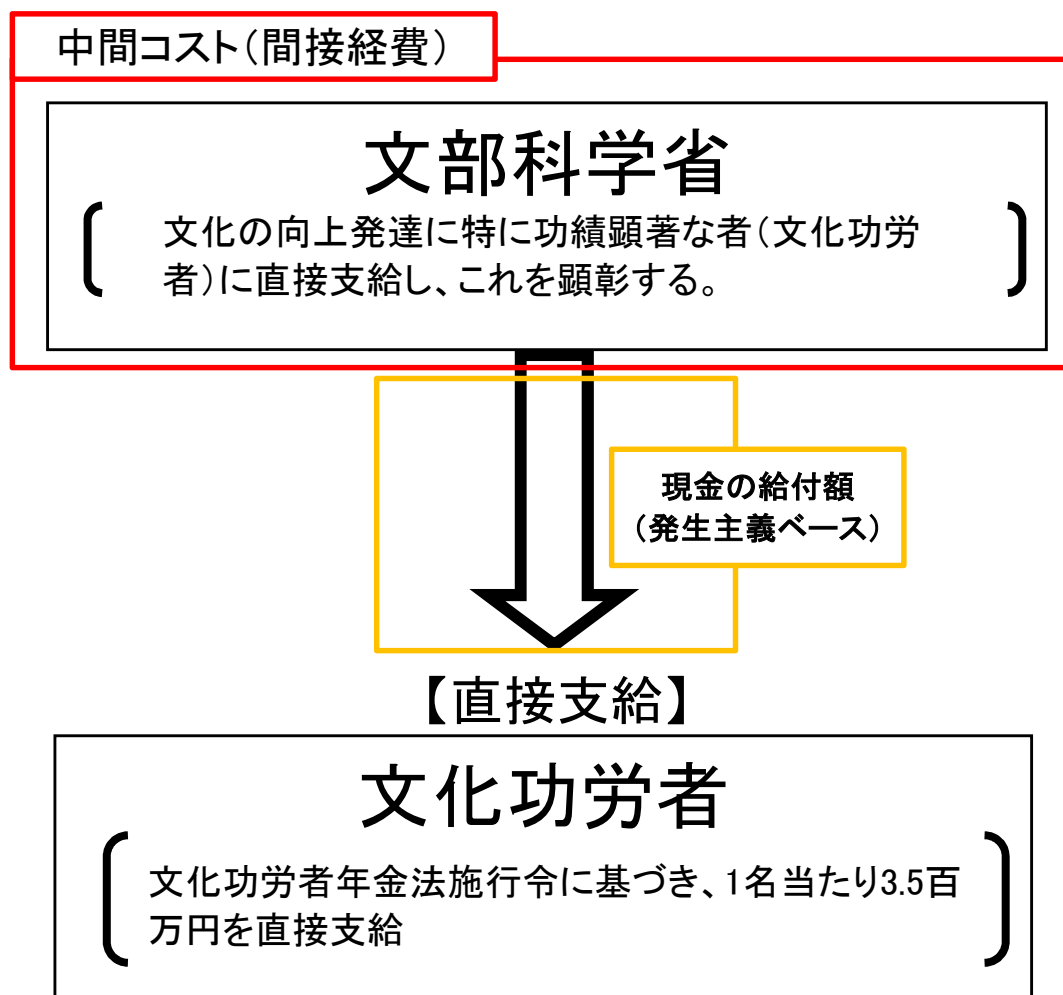 中間コスト(間接経費)
文部科学省
文化の向上発達に特に功績顕著な者(文化功労
者)に直接支給し、これを顕彰する。
現金の給付額
(発生主義ベース)
【直接支給】
文化功労者
文化功労者年金法施行令に基づき、1名当たり3.5百
万円を直接支給